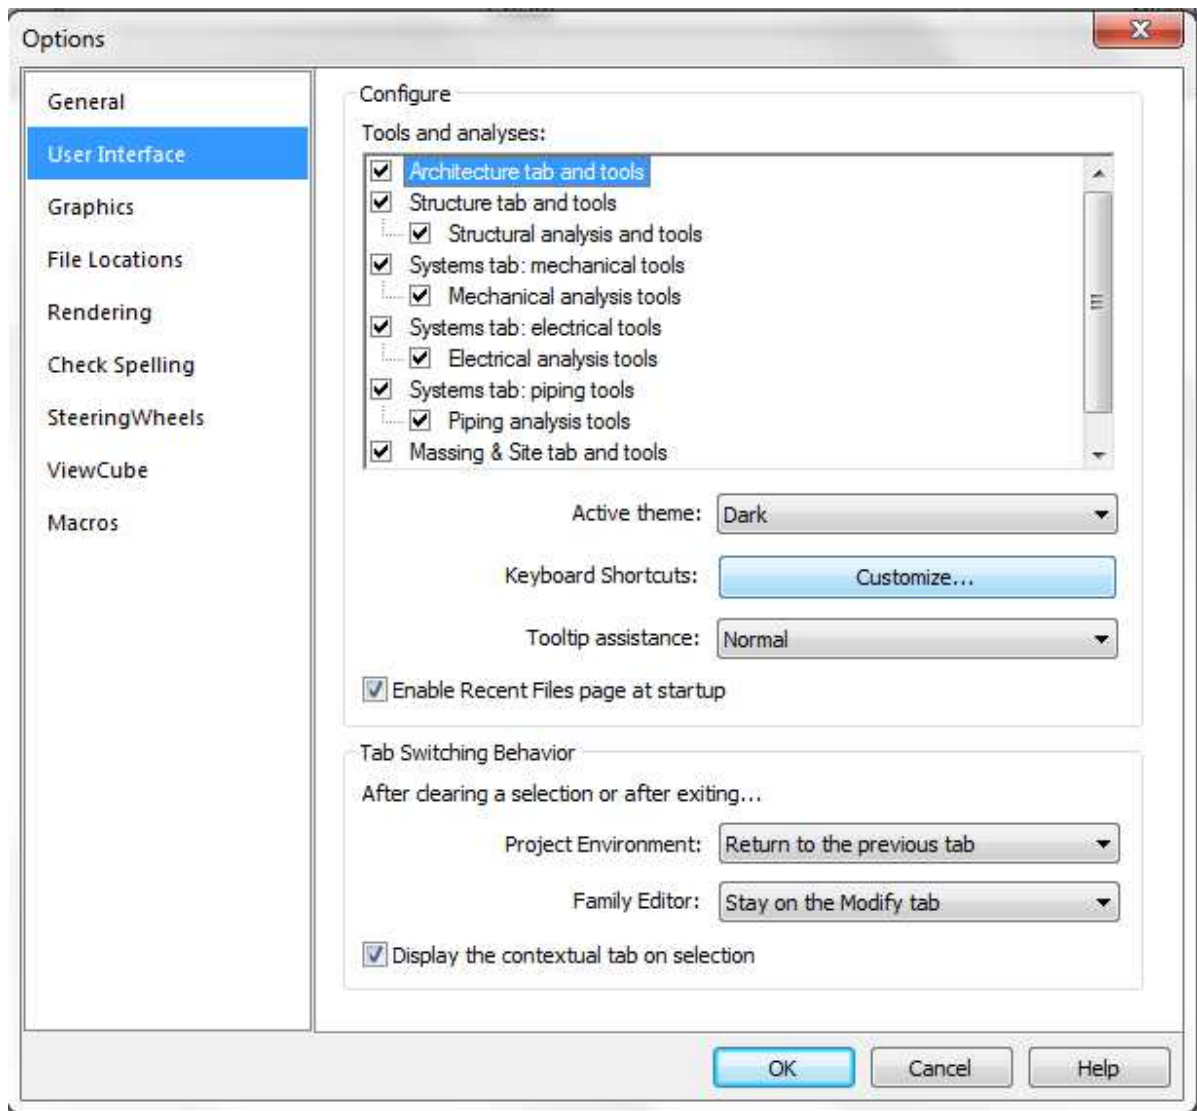 Options
General
User Interface
Graphics
File Locations
Rendering
Check Spelling
SteeringWheels
ViewCube
Macros
Configure
Tools and analyses:
Architecture tab and tools
Structure tab and tools
Structural analysis and tools
Systems tab: mechanical tools
Mechanical analysis tools
Systems tab: electrical tools
Electrical analysis tools
Systems tab: piping tools
Piping analysis tools
Massing & Site tab and tools
Active theme: Dark
Keyboard Shortcuts: Customize...
Tooltip assistance: Normal
Enable Recent Files page at startup
Tab Switching Behavior
After clearing a selection or after exiting...
Project Environment: Return to the previous tab
Family Editor: Stay on the Modify tab
Display the contextual tab on selection
OK Cancel Help